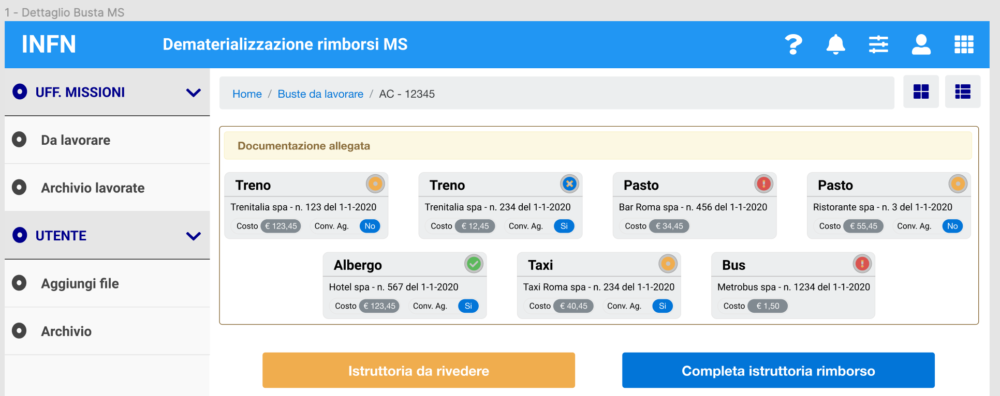 1 - Dettaglio Busta MS
INFN
Dematerializzazione rimborsi MS
UFF. MISSIONI
Da lavorare
Archivio lavorate
UTENTE
Aggiungi file
Archivio
Home / Buste da lavorare / AC - 12345
Documentazione allegata
Treno
Trenitalia spa - n. 123 del 1-1-2020
Costo € 123,45 Conv. Ag. No
Treno
Trenitalia spa - n. 234 del 1-1-2020
Costo € 12,45 Conv. Ag. Si
Pasto
Bar Roma spa - n. 456 del 1-1-2020
Costo € 34,45
Pasto
Ristorante spa - n. 3 del 1-1-2020
Costo € 55,45 Conv. Ag. No
Albergo
Hotel spa - n. 567 del 1-1-2020
Costo € 123,45 Conv. Ag. Si
Taxi
Taxi Roma spa - n. 234 del 1-1-2020
Costo € 40,45 Conv. Ag. Si
Bus
Metrobus spa - n. 1234 del 1-1-2020
Costo € 1,50
Istruttoria da rivedere
Completa istruttoria rimborso